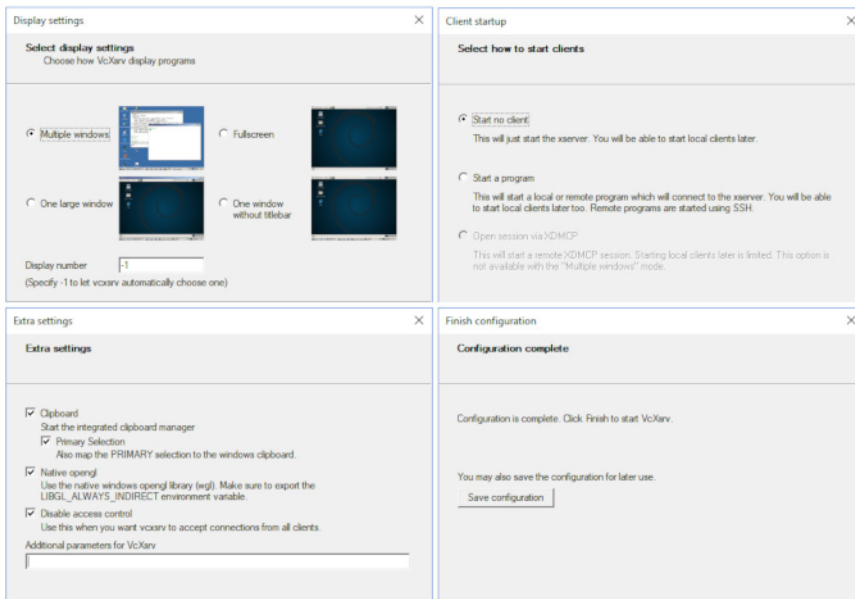 Display settings
Select display settings
Choose how VcXsrv display programs
Multiple windows
Fullscreen
One large window
One window
without titlebar
Display number
-1
(Specify -1 to let vcxsrv automatically choose one)
Client startup
Select how to start clients
Start no client
This will just start the xserver. You will be able to start local clients later.
Start a program
This will start a local or remote program which will connect to the xserver. You will be able
to start local clients later too. Remote programs are started using SSH.
Open session via XDMCP
This will start a remote XDMCP session. Starting local clients later is limited. This option is
not available with the "Multiple windows" mode.
Extra settings
Extra settings
Clipboard
Start the integrated clipboard manager
Primary Selection
Also map the PRIMARY selection to the windows clipboard.
Native opengl
Use the native windows opengl library (wgl). Make sure to export the
LIBGL_ALWAYS_INDIRECT environment variable.
Disable access control
Use this when you want vcxsrv to accept connections from all clients.
Additional parameters for VcXsrv
Finish configuration
Configuration complete
Configuration is complete. Click Finish to start VcXsrv.
You may also save the configuration for later use.
Save configuration